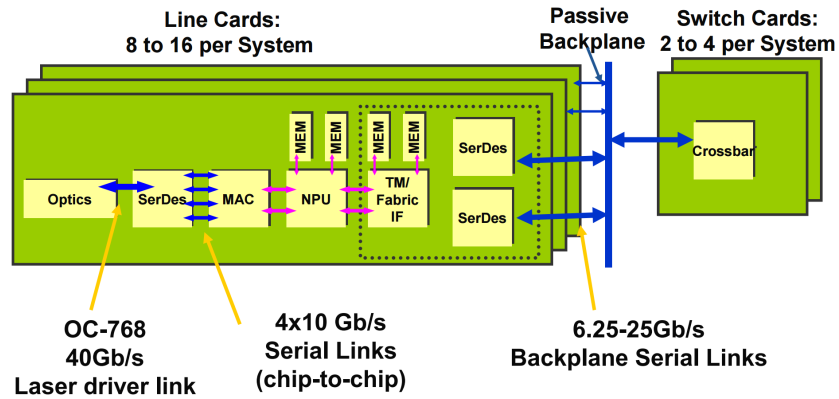 Line Cards:
8 to 16 per System
Passive
Backplane
Switch Cards:
2 to 4 per System
MEM
MEM
MEM
MEM
SerDes
Crossbar
Optics
SerDes
MAC
NPU
TM/
Fabric
IF
SerDes
OC-768
40Gb/s
Laser driver link
4x10 Gb/s
Serial Links
(chip-to-chip)
6.25-25Gb/s
Backplane Serial Links